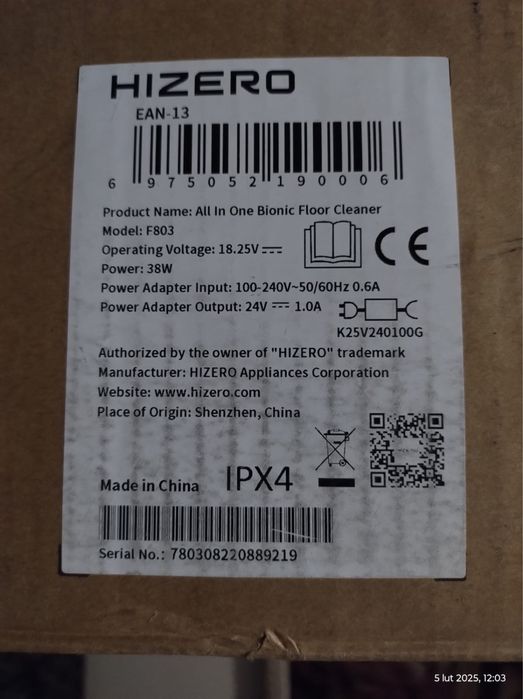 HIZERO
EAN-13
6 975052 190006
Product Name: All In One Bionic Floor Cleaner
Model: F803
Operating Voltage: 18.25V⎓
Power: 38W
Power Adapter Input: 100-240V~50/60Hz 0.6A
Power Adapter Output: 24V ⎓ 1.0A
CE
K25V240100G
Authorized by the owner of "HIZERO" trademark
Manufacturer: HIZERO Appliances Corporation
Website: www.hizero.com
Place of Origin: Shenzhen, China
Made in China
IPX4
Serial No.: 780308220889219
5 lut 2025, 12:03